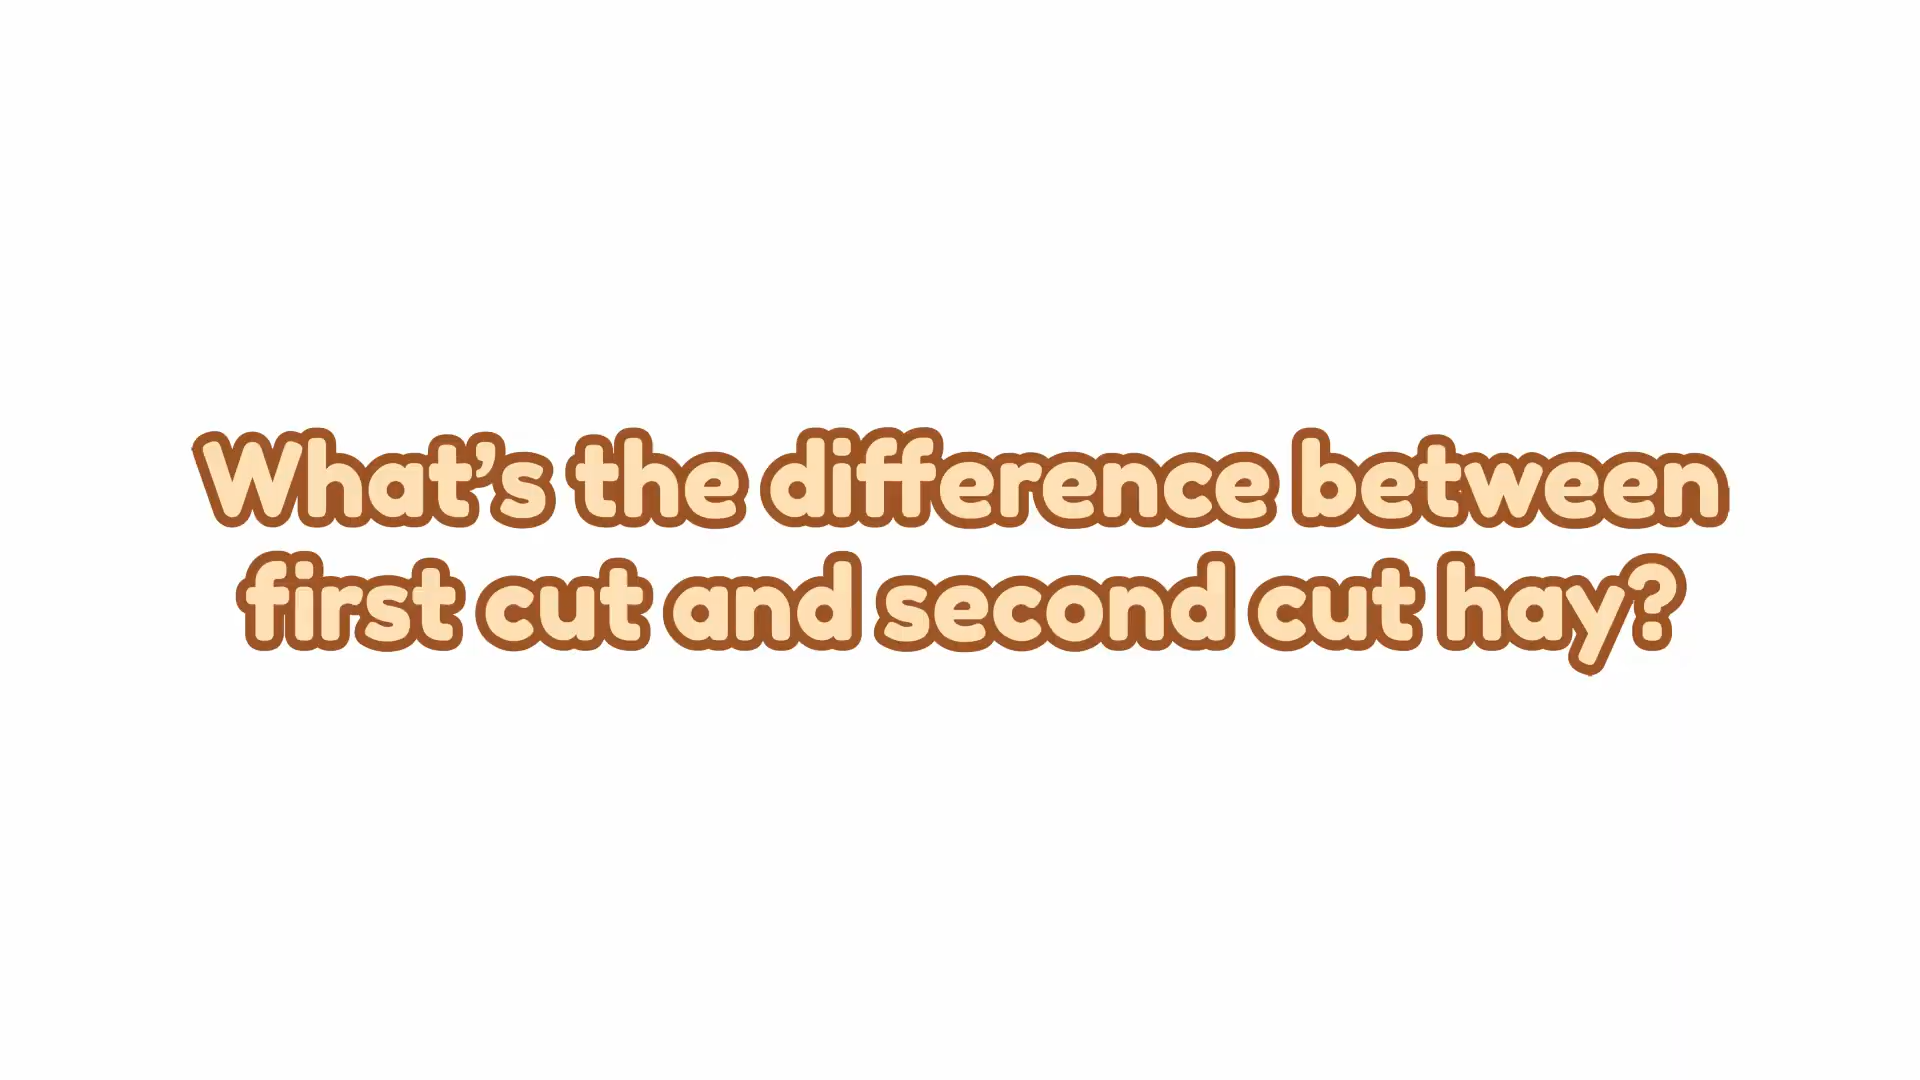 What’s the difference between
first cut and second cut hay?